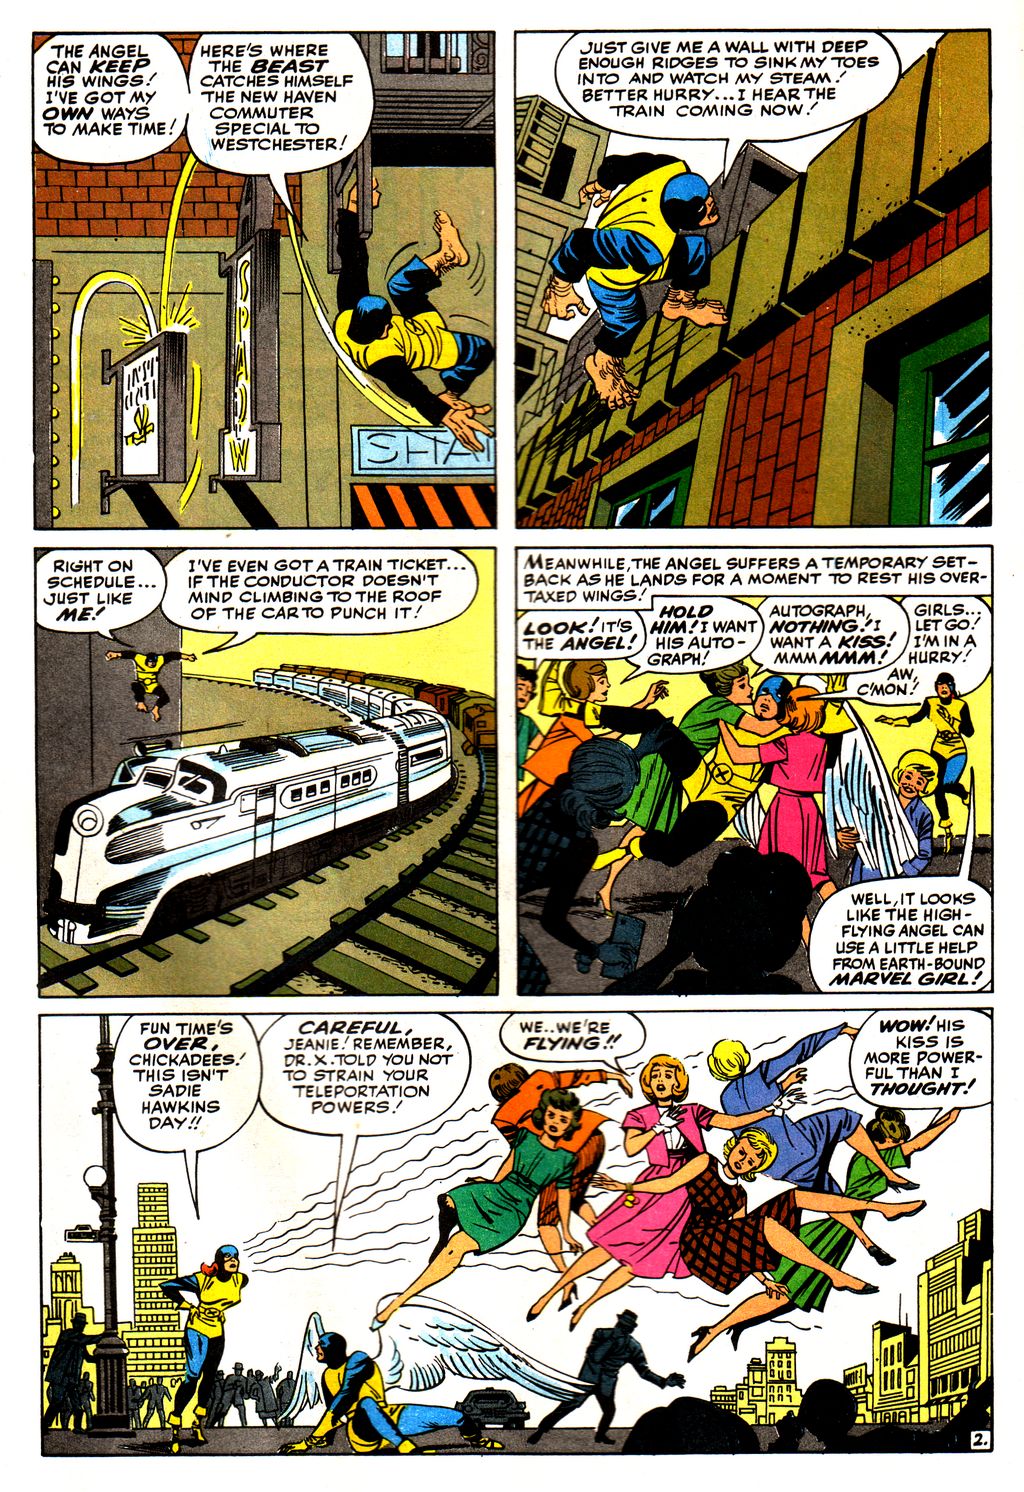 THE ANGEL
CAN KEEP
HIS WINGS!
I'VE GOT MY
OWN WAYS
TO MAKE TIME!
HERE'S WHERE
THE BEAST
CATCHES HIMSELF
THE NEW HAVEN
COMMUTER
SPECIAL TO
WESTCHESTER!
SPADOW
SHA
JUST GIVE ME A WALL WITH DEEP
ENOUGH RIDGES TO SINK MY TOES
INTO AND WATCH MY STEAM!
BETTER HURRY... I HEAR THE
TRAIN COMING NOW!
RIGHT ON
SCHEDULE...
JUST LIKE
ME!
I'VE EVEN GOT A TRAIN TICKET...
IF THE CONDUCTOR DOESN'T
MIND CLIMBING TO THE ROOF
OF THE CAR TO PUNCH IT!
MEANWHILE, THE ANGEL SUFFERS A TEMPORARY SET-
BACK AS HE LANDS FOR A MOMENT TO REST HIS OVER-
TAXED WINGS!
LOOK! IT'S
THE ANGEL!
HOLD
HIM! I WANT
HIS AUTO-
GRAPH!
AUTOGRAPH,
NOTHING! I
WANT A KISS!
MMM MMM!
GIRLS...
LET GO!
I'M IN A
HURRY!
AW,
C'MON!
WELL, IT LOOKS
LIKE THE HIGH-
FLYING ANGEL CAN
USE A LITTLE HELP
FROM EARTH-BOUND
MARVEL GIRL!
FUN TIME'S
OVER,
CHICKADEES!
THIS ISN'T
SADIE
HAWKINS
DAY!!
CAREFUL,
JEANIE! REMEMBER,
DR. X. TOLD YOU NOT
TO STRAIN YOUR
TELEPORTATION
POWERS!
WE.. WE'RE
FLYING!!
WOW! HIS
KISS IS
MORE POWER-
FUL THAN I
THOUGHT!
2.